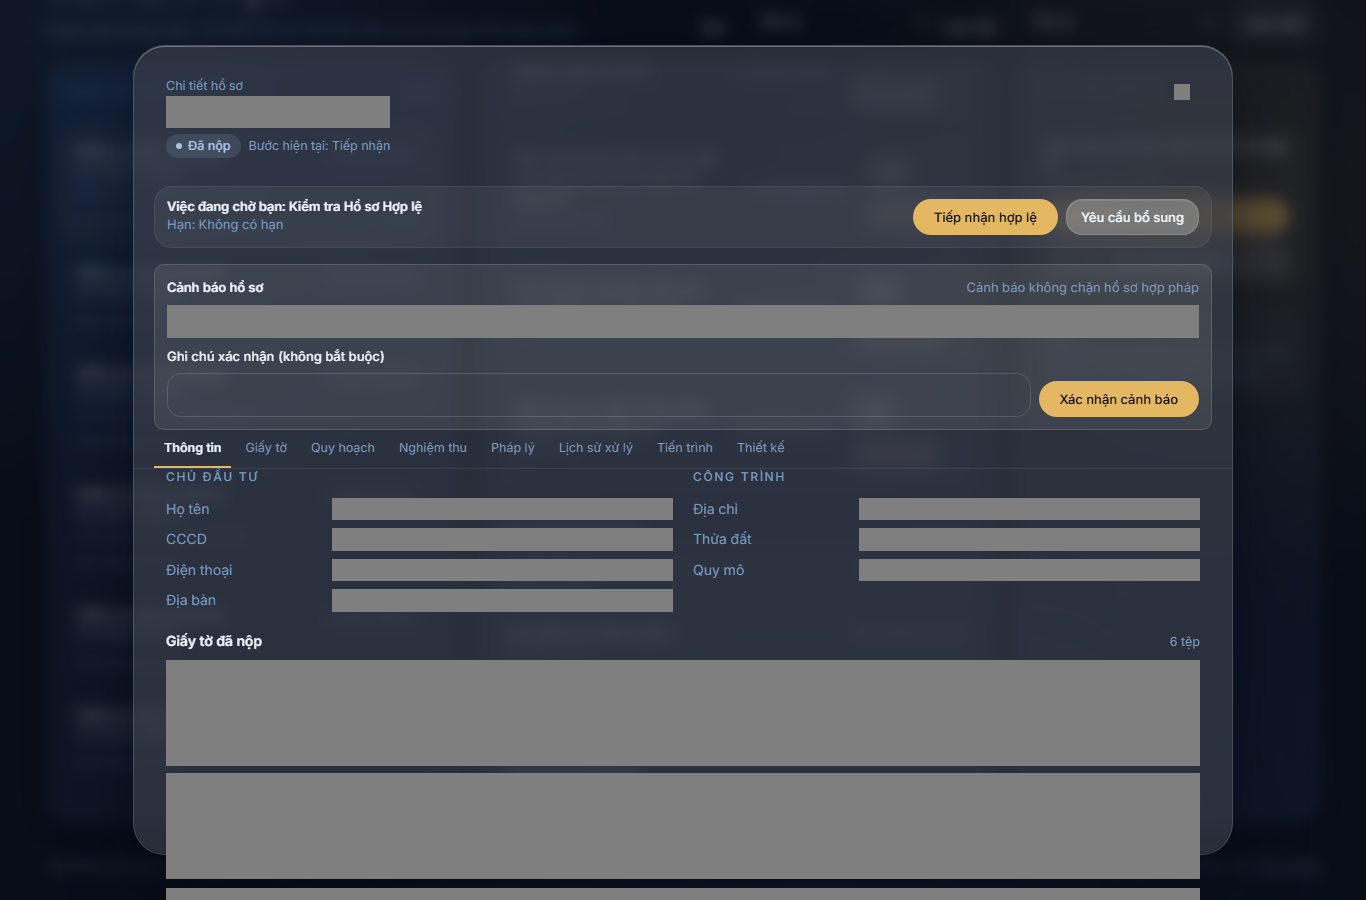 Chi tiết hồ sơ
Đã nộp
Bước hiện tại: Tiếp nhận
Việc đang chờ bạn: Kiểm tra Hồ sơ Hợp lệ
Hạn: Không có hạn
Tiếp nhận hợp lệ
Yêu cầu bổ sung
Cảnh báo hồ sơ
Cảnh báo không chặn hồ sơ hợp pháp
Ghi chú xác nhận (không bắt buộc)
Xác nhận cảnh báo
Thông tin
Giấy tờ
Quy hoạch
Nghiệm thu
Pháp lý
Lịch sử xử lý
Tiến trình
Thiết kế
CHỦ ĐẦU TƯ
Họ tên
CCCD
Điện thoại
Địa bàn
CÔNG TRÌNH
Địa chỉ
Thửa đất
Quy mô
Giấy tờ đã nộp
6 tệp